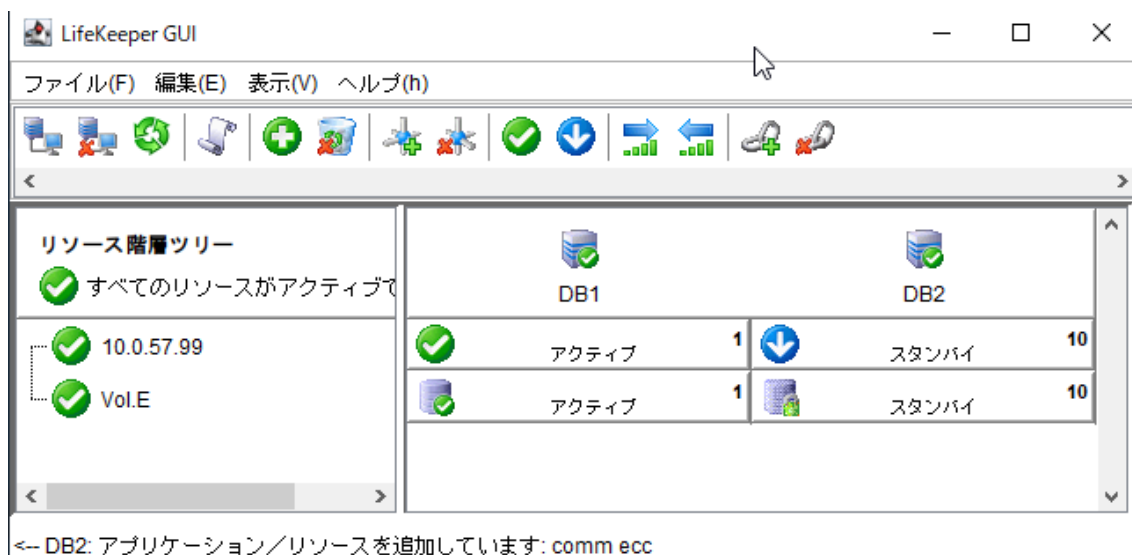 LifeKeeper GUI
ファイル(F) 編集(E) 表示(V) ヘルプ(h)
リソース階層ツリー
すべてのリソースがアクティブで
DB1
DB2
10.0.57.99
アクティブ 1
スタンバイ 10
Vol.E
アクティブ 1
スタンバイ 10
<-- DB2: アプリケーション／リソースを追加しています: comm ecc